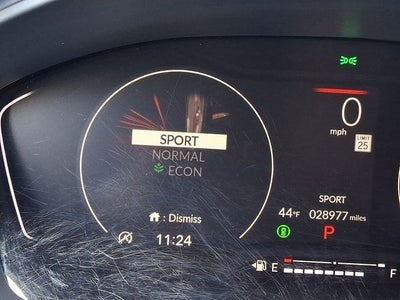 SPORT
NORMAL
ECON
: Dismiss
11:24
0
mph
LIMIT
25
SPORT
44°F 028977 miles
P
E F